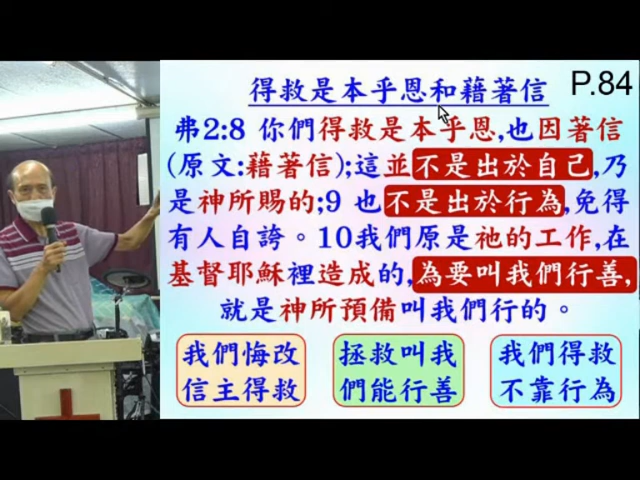 得救是本乎恩和藉著信
P.84
弗2:8 你們得救是本乎恩,也因著信
(原文:藉著信);這並不是出於自己,乃
是神所賜的;9 也不是出於行為,免得
有人自誇。10我們原是祂的工作,在
基督耶穌裡造成的,為要叫我們行善,
就是神所預備叫我們行的。
我們悔改
信主得救
拯救叫我
們能行善
我們得救
不靠行為